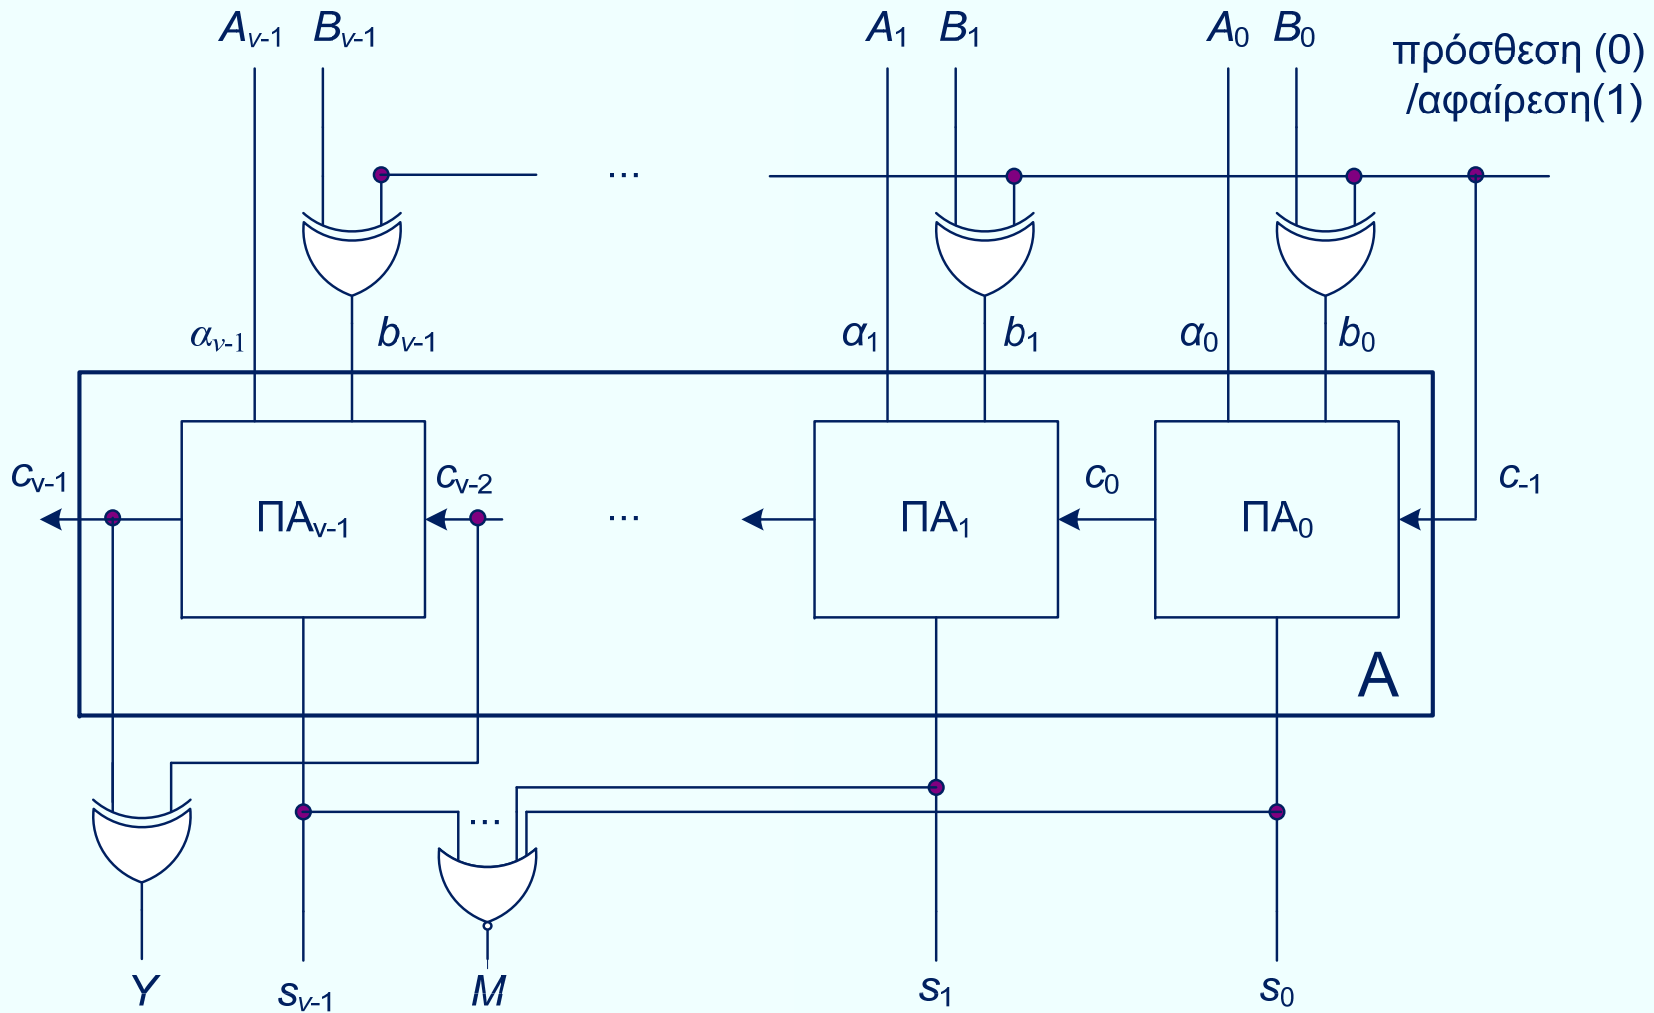 Aν-1 Bν-1 A1 B1 A0 B0
πρόσθεση (0)
/αφαίρεση(1)
...
αν-1 bν-1 α1 b1 α0 b0
cν-1 cν-2 c0 c-1
ΠΑν-1 ... ΠΑ1 ΠΑ0
A
...
Y sν-1 M s1 s0